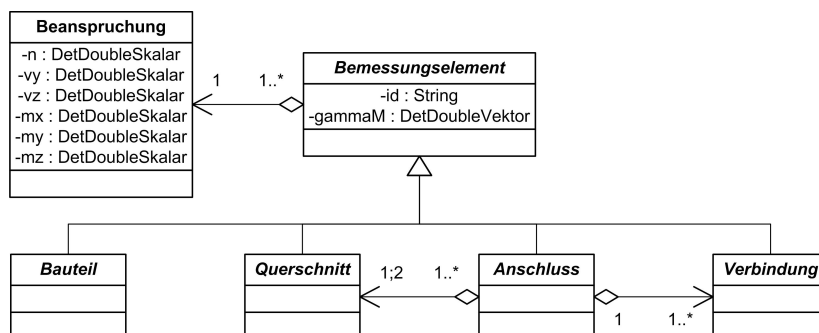 Beanspruchung
-n : DetDoubleSkalar
-vy : DetDoubleSkalar
-vz : DetDoubleSkalar
-mx : DetDoubleSkalar
-my : DetDoubleSkalar
-mz : DetDoubleSkalar
1
1..*
Bemessungselement
-id : String
-gammaM : DetDoubleVektor
Bauteil
Querschnitt
1;2
1..*
Anschluss
1
1..*
Verbindung